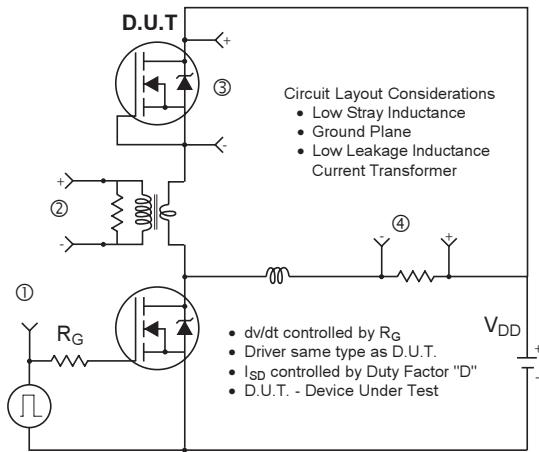 D.U.T
+
③
-
Circuit Layout Considerations
• Low Stray Inductance
• Ground Plane
• Low Leakage Inductance
Current Transformer
+
②
-
④
- +
①
RG
VDD
+
-
• dv/dt controlled by RG
• Driver same type as D.U.T.
• ISD controlled by Duty Factor "D"
• D.U.T. - Device Under Test